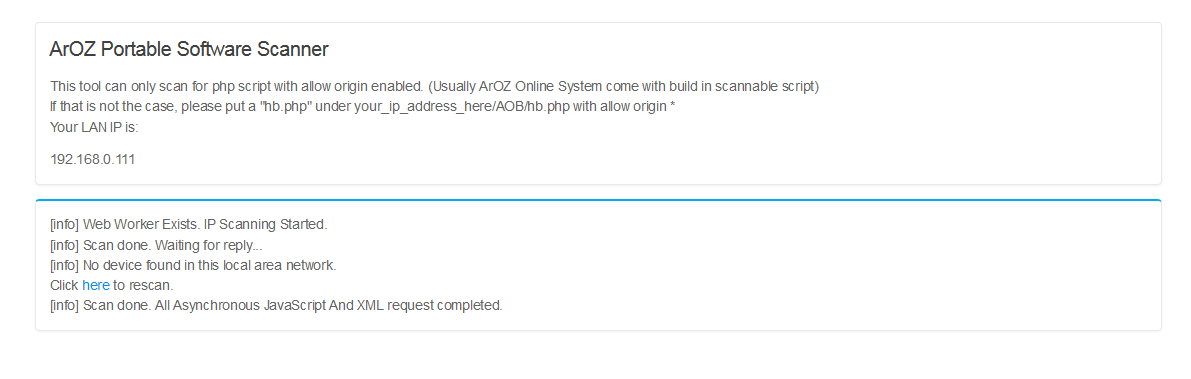 ArOZ Portable Software Scanner
This tool can only scan for php script with allow origin enabled. (Usually ArOZ Online System come with build in scannable script)
If that is not the case, please put a "hb.php" under your_ip_address_here/AOB/hb.php with allow origin *
Your LAN IP is:
192.168.0.111
[info] Web Worker Exists. IP Scanning Started.
[info] Scan done. Waiting for reply...
[info] No device found in this local area network.
Click here to rescan.
[info] Scan done. All Asynchronous JavaScript And XML request completed.